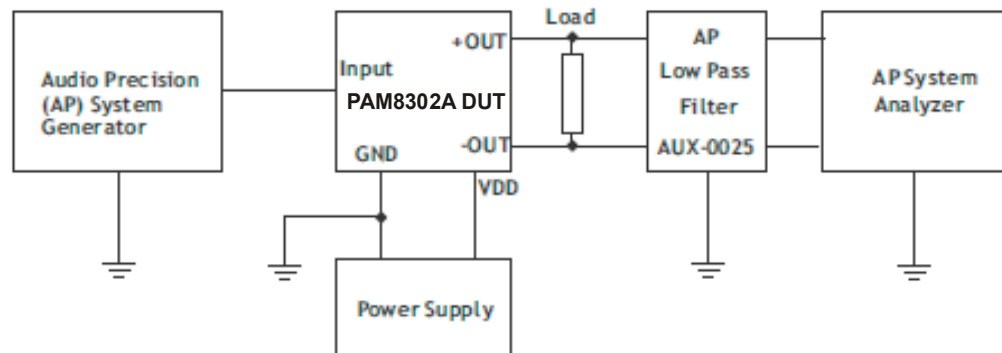 Audio Precision
(AP) System
Generator
Input
PAM8302A DUT
+OUT
-OUT
GND
VDD
Load
AP
Low Pass
Filter
AUX-0025
AP System
Analyzer
Power Supply